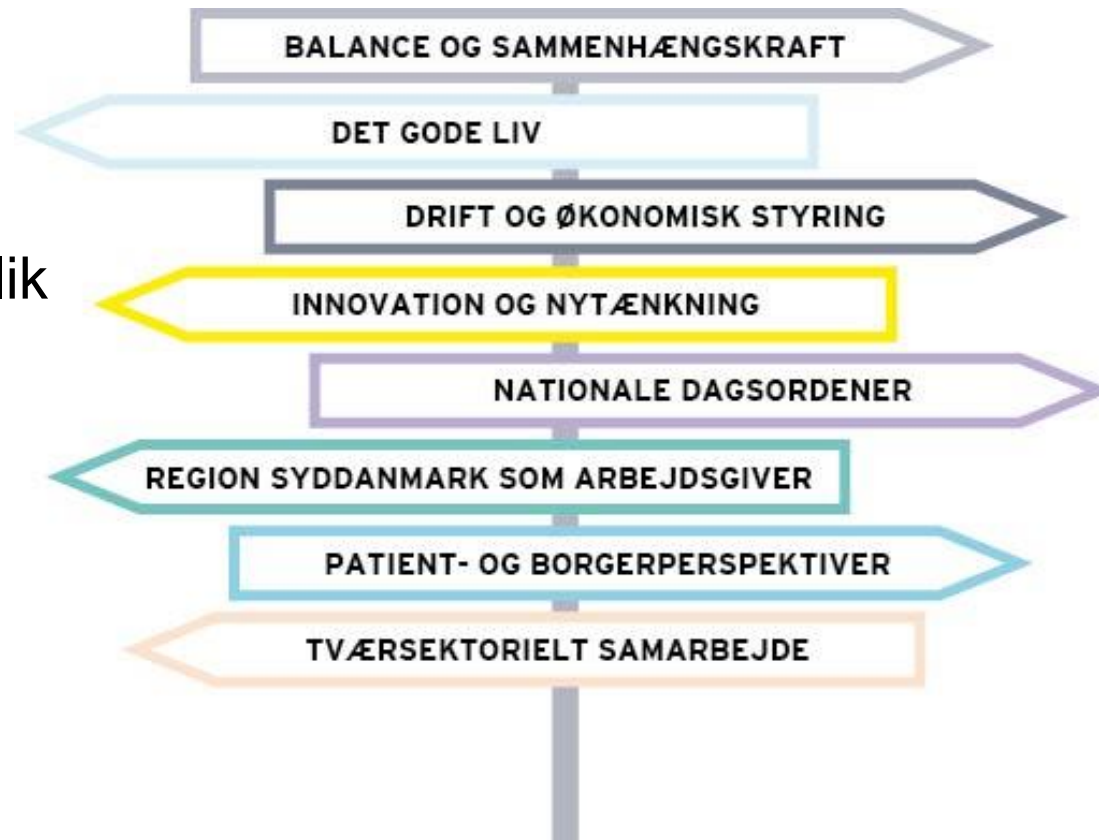 BALANCE OG SAMMENHÆNGSKRAFT
DET GODE LIV
DRIFT OG ØKONOMISK STYRING
INNOVATION OG NYTÆNKNING
NATIONALE DAGSORDENER
REGION SYDDANMARK SOM ARBEJDSGIVER
PATIENT- OG BORGERPERSPEKTIVER
TVÆRSEKTORIELT SAMARBEJDE